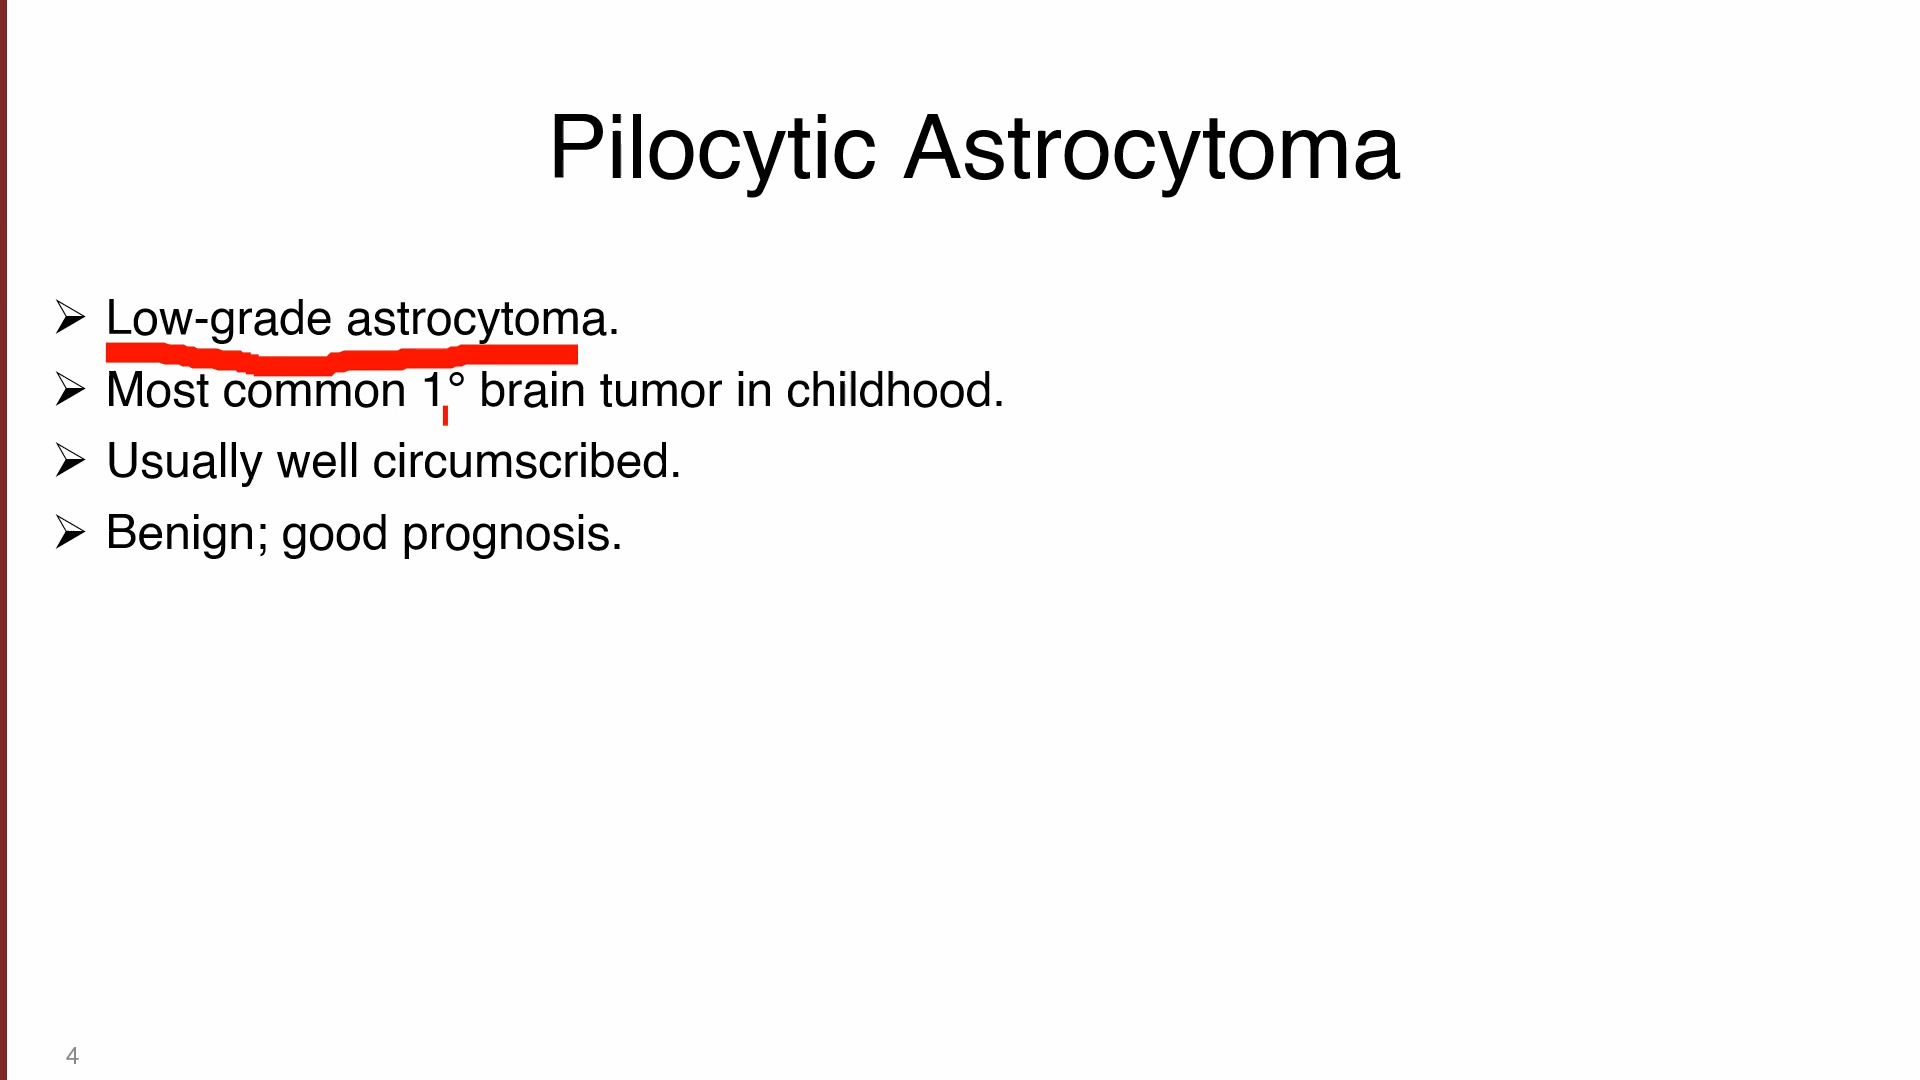 Pilocytic Astrocytoma
➢ Low-grade astrocytoma.
➢ Most common 1° brain tumor in childhood.
➢ Usually well circumscribed.
➢ Benign; good prognosis.
4